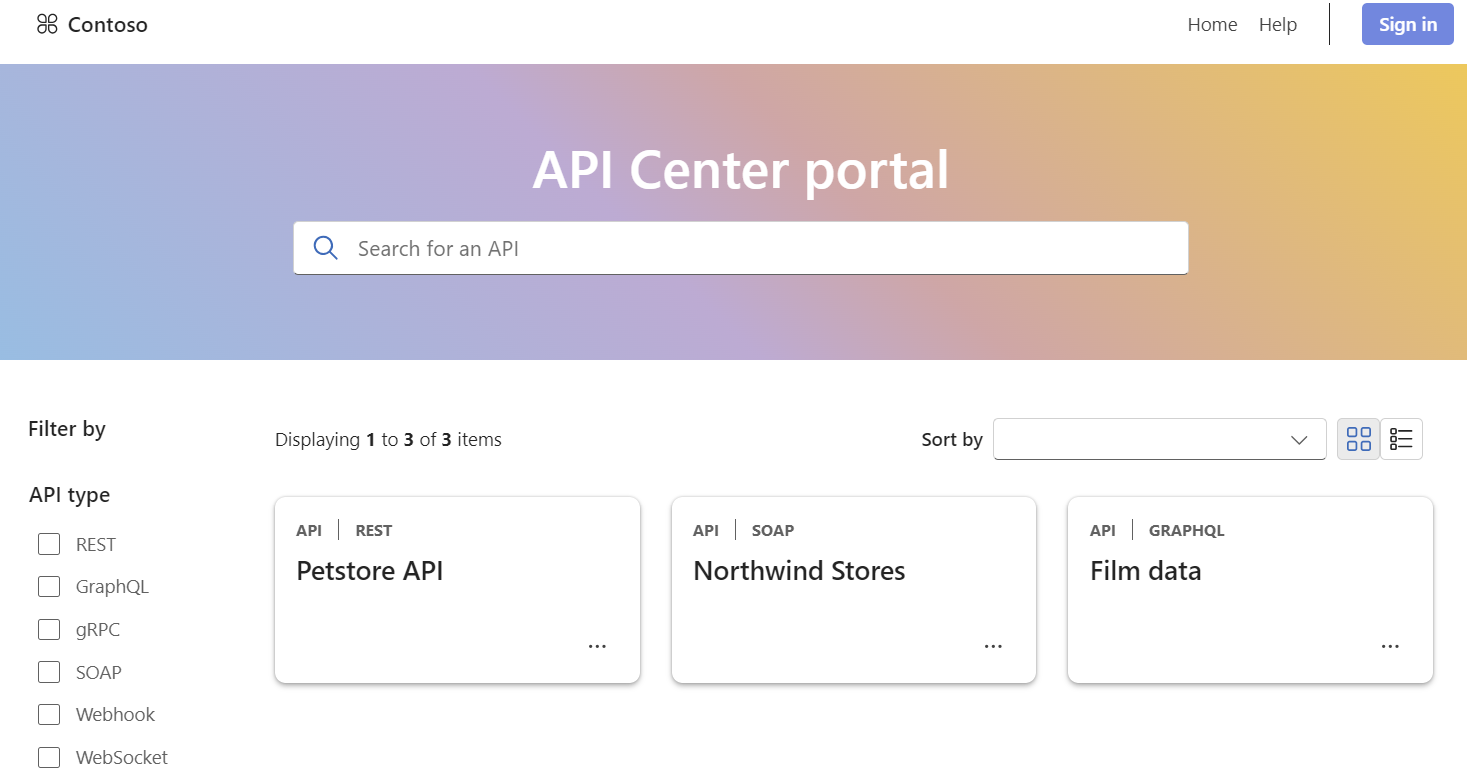 Contoso
Home Help Sign in
API Center portal
Search for an API
Filter by
Displaying 1 to 3 of 3 items
Sort by
API type
REST
GraphQL
gRPC
SOAP
Webhook
WebSocket
API | REST
Petstore API
...
API | SOAP
Northwind Stores
...
API | GRAPHQL
Film data
...